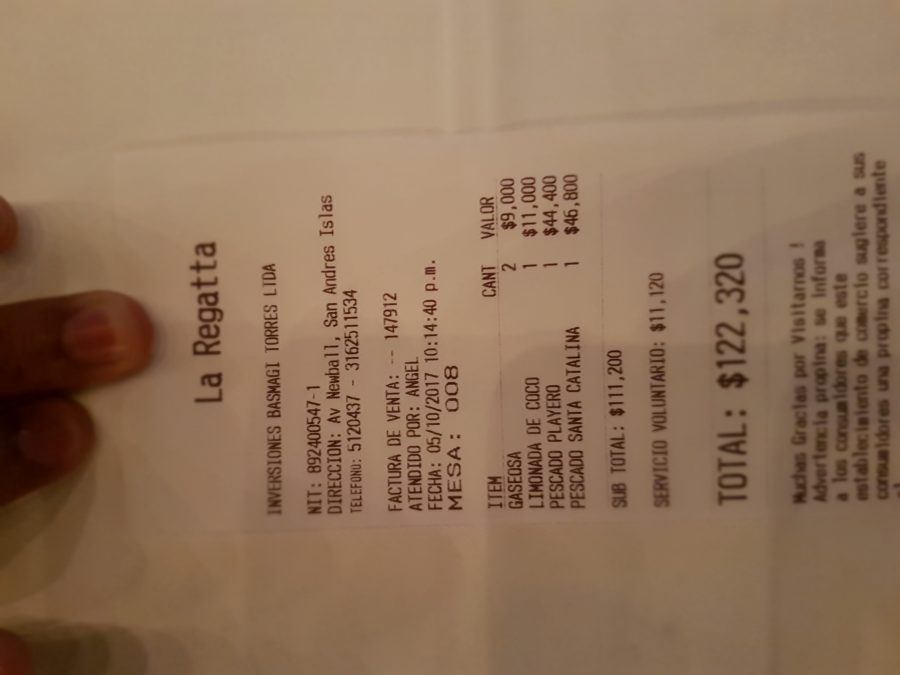 La Regatta
INVERSIONES BASMAGI TORRES LTDA
NIT: 892400547-1
DIRECCION: Av Newball, San Andres Islas
TELEFONO: 5120437 - 3162511534
FACTURA DE VENTA: -- 147912
ATENDIDO POR: ANGEL
FECHA: 05/10/2017 10:14:40 p.m.
MESA: 008
ITEM CANT VALOR
GASEOSA 2 $9,000
LIMONADA DE COCO 1 $11,000
PESCADO PLAYERO 1 $44,400
PESCADO SANTA CATALINA 1 $46,800
SUB TOTAL: $111,200
SERVICIO VOLUNTARIO: $11,120
TOTAL: $122,320
Muchas Gracias por Visitarnos !
Advertencia propina: se informa
a los consumidores que este
establecimiento de comercio sugiere a sus
consumidores una propina correspondiente